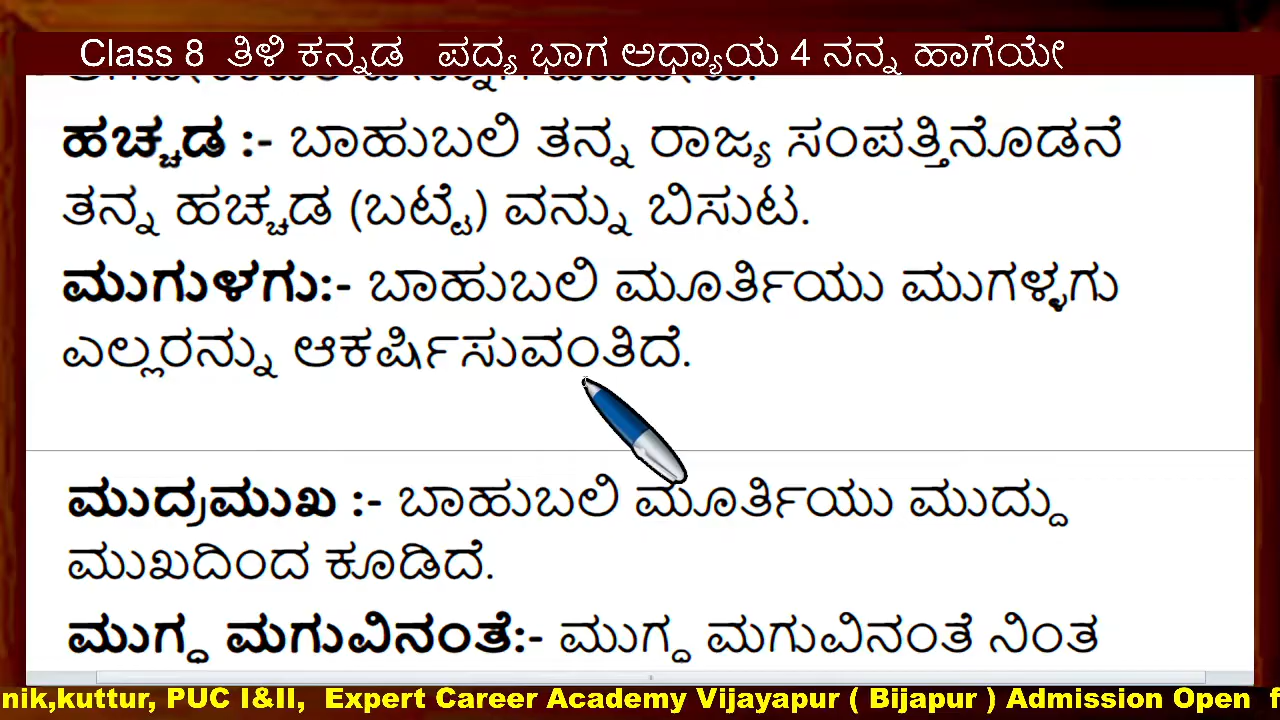 Class 8 ತಿಳಿ ಕನ್ನಡ ಪದ್ಯ ಭಾಗ ಅಧ್ಯಾಯ 4 ನನ್ನ ಹಾಗೆಯೇ
ಹಚ್ಚಡ :- ಬಾಹುಬಲಿ ತನ್ನ ರಾಜ್ಯ ಸಂಪತ್ತಿನೊಡನೆ
ತನ್ನ ಹಚ್ಚಡ (ಬಟ್ಟೆ) ವನ್ನು ಬಿಸುಟ.
ಮುಗುಳಗು:- ಬಾಹುಬಲಿ ಮೂರ್ತಿಯು ಮುಗಳ್ಳಗು
ಎಲ್ಲರನ್ನು ಆಕರ್ಷಿಸುವಂತಿದೆ.
ಮುದ್ರಮುಖ :- ಬಾಹುಬಲಿ ಮೂರ್ತಿಯು ಮುದ್ದು
ಮುಖದಿಂದ ಕೂಡಿದೆ.
ಮುಗ್ದ ಮಗುವಿನಂತೆ:- ಮುಗ್ದ ಮಗುವಿನಂತೆ ನಿಂತ
nik,kuttur, PUC I&II, Expert Career Academy Vijayapur ( Bijapur ) Admission Open f